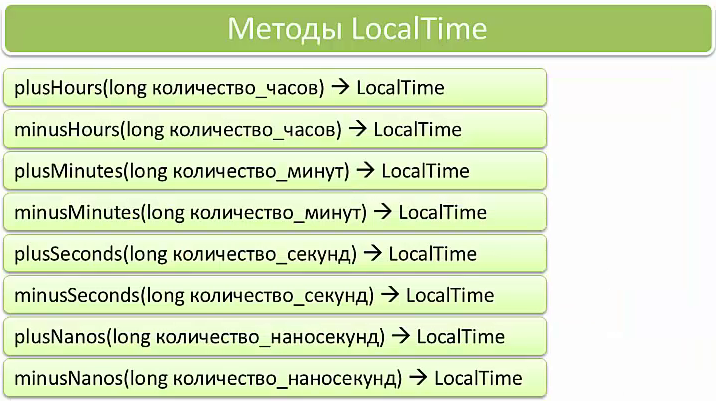 Методы LocalTime
plusHours(long количество_часов) → LocalTime
minusHours(long количество_часов) → LocalTime
plusMinutes(long количество_минут) → LocalTime
minusMinutes(long количество_минут) → LocalTime
plusSeconds(long количество_секунд) → LocalTime
minusSeconds(long количество_секунд) → LocalTime
plusNanos(long количество_наносекунд) → LocalTime
minusNanos(long количество_наносекунд) → LocalTime